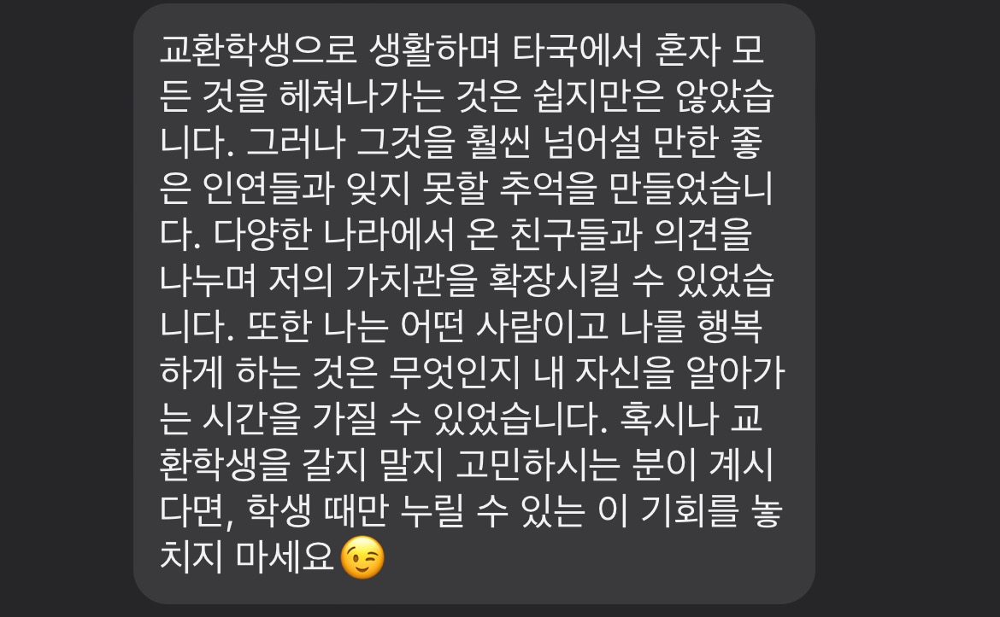 교환학생으로 생활하며 타국에서 혼자 모
든 것을 헤쳐나가는 것은 쉽지만은 않았습
니다. 그러나 그것을 훨씬 넘어설 만한 좋
은 인연들과 잊지 못할 추억을 만들었습니
다. 다양한 나라에서 온 친구들과 의견을
나누며 저의 가치관을 확장시킬 수 있었습
니다. 또한 나는 어떤 사람이고 나를 행복
하게 하는 것은 무엇인지 내 자신을 알아가
는 시간을 가질 수 있었습니다. 혹시나 교
환학생을 갈지 말지 고민하시는 분이 계시
다면, 학생 때만 누릴 수 있는 이 기회를 놓
치지 마세요😉